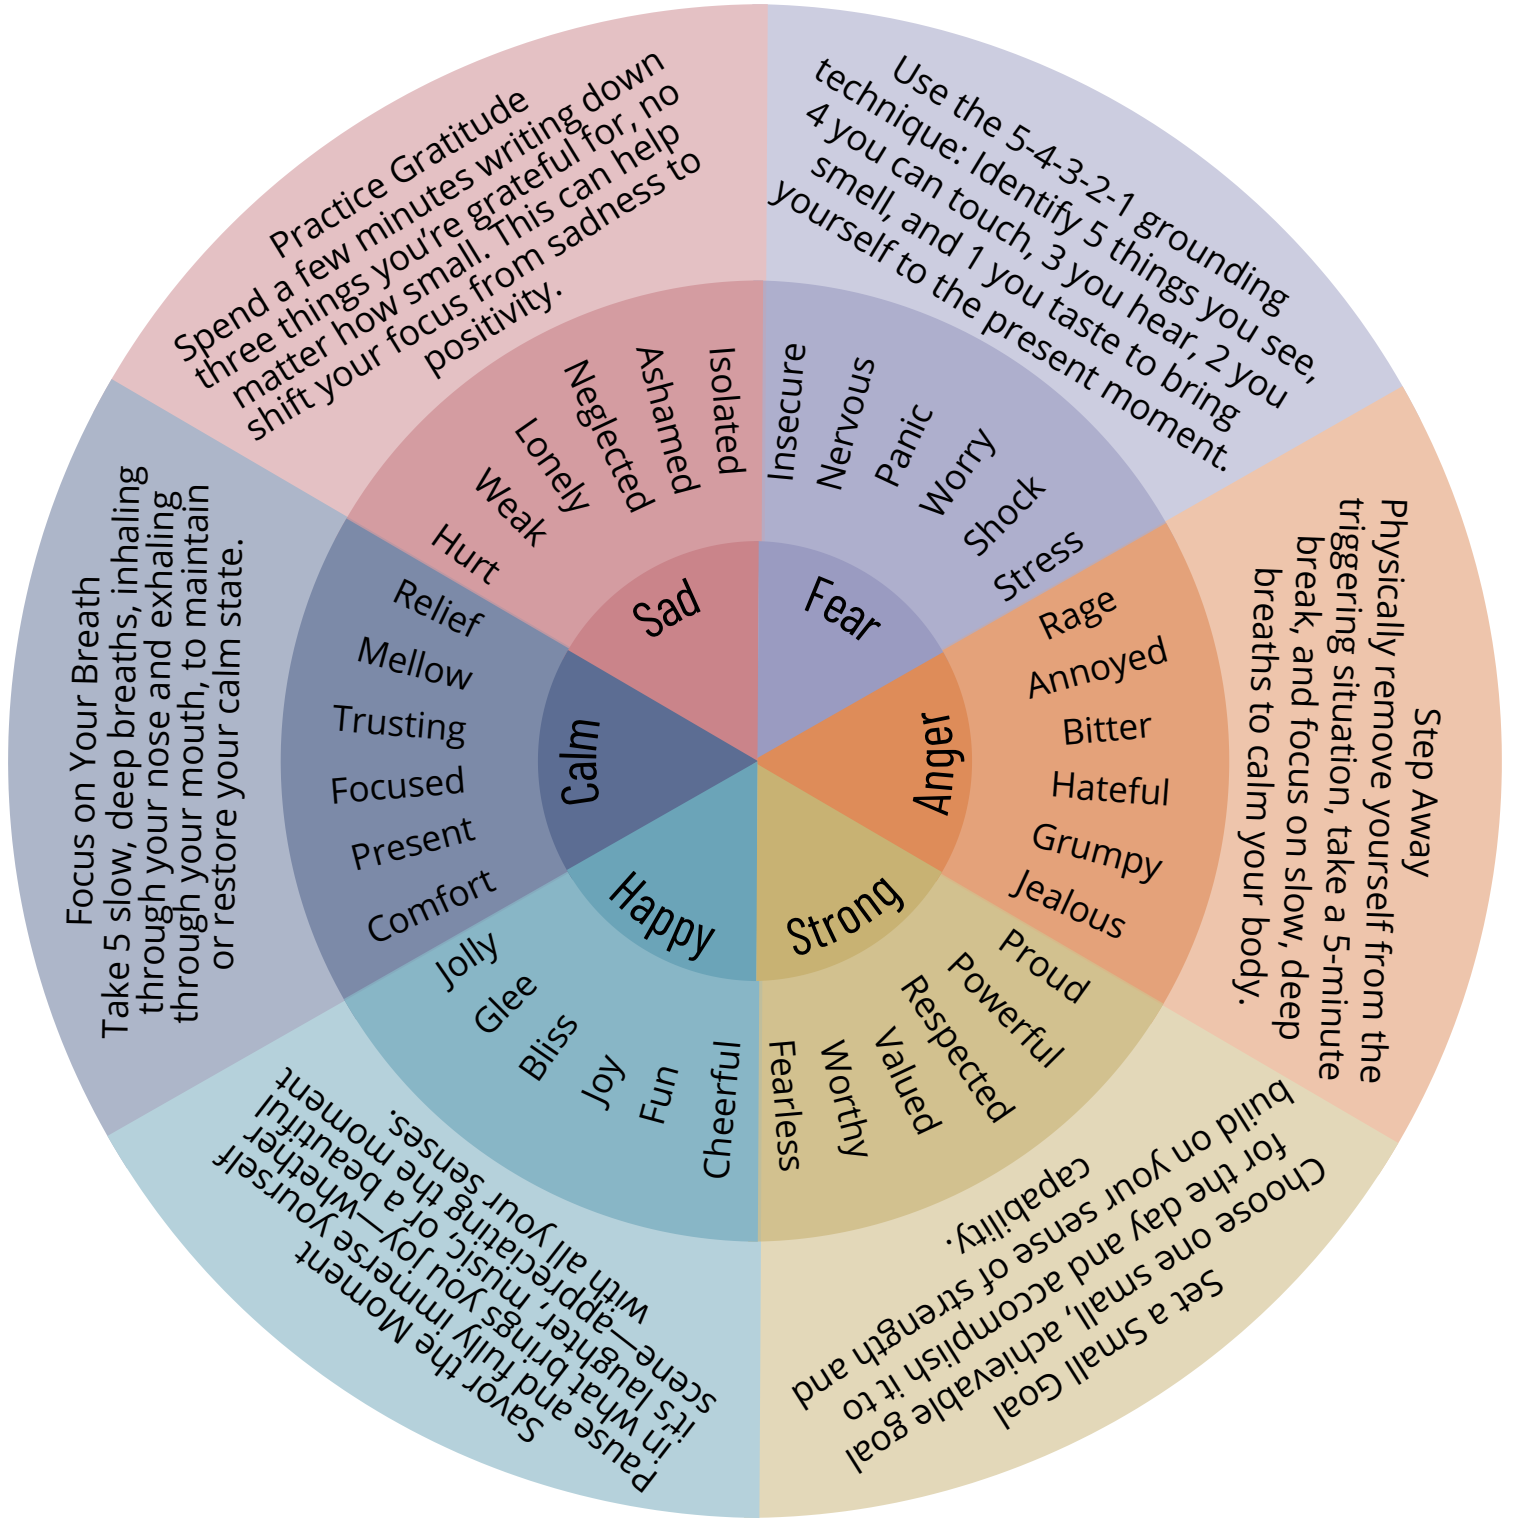 Practice Gratitude
Spend a few minutes writing down
three things you're grateful for, no
matter how small. This can help
shift your focus from sadness to
positivity.
Use the 5-4-3-2-1 grounding
technique: Identify 5 things you see,
4 you can touch, 3 you hear, 2 you
smell, and 1 you taste to bring
yourself to the present moment.
Step Away
Physically remove yourself from the
triggering situation, take a 5-minute
break, and focus on slow, deep
breaths to calm your body.
Set a Small Goal
Choose one small, achievable goal
for the day and accomplish it to
build on your sense of strength and
capability.
Savor the Moment
Pause and fully immerse yourself
in what brings you joy—whether
it's laughter, music, or a beautiful
scene—appreciating the moment
with all your senses.
Focus on Your Breath
Take 5 slow, deep breaths, inhaling
through your nose and exhaling
through your mouth, to maintain
or restore your calm state.
Hurt
Weak
Lonely
Neglected
Ashamed
Isolated
Insecure
Nervous
Panic
Worry
Shock
Stress
Rage
Annoyed
Bitter
Hateful
Grumpy
Jealous
Proud
Powerful
Respected
Valued
Worthy
Fearless
Cheerful
Fun
Joy
Bliss
Glee
Jolly
Comfort
Present
Focused
Trusting
Mellow
Relief
Sad
Fear
Anger
Strong
Happy
Calm